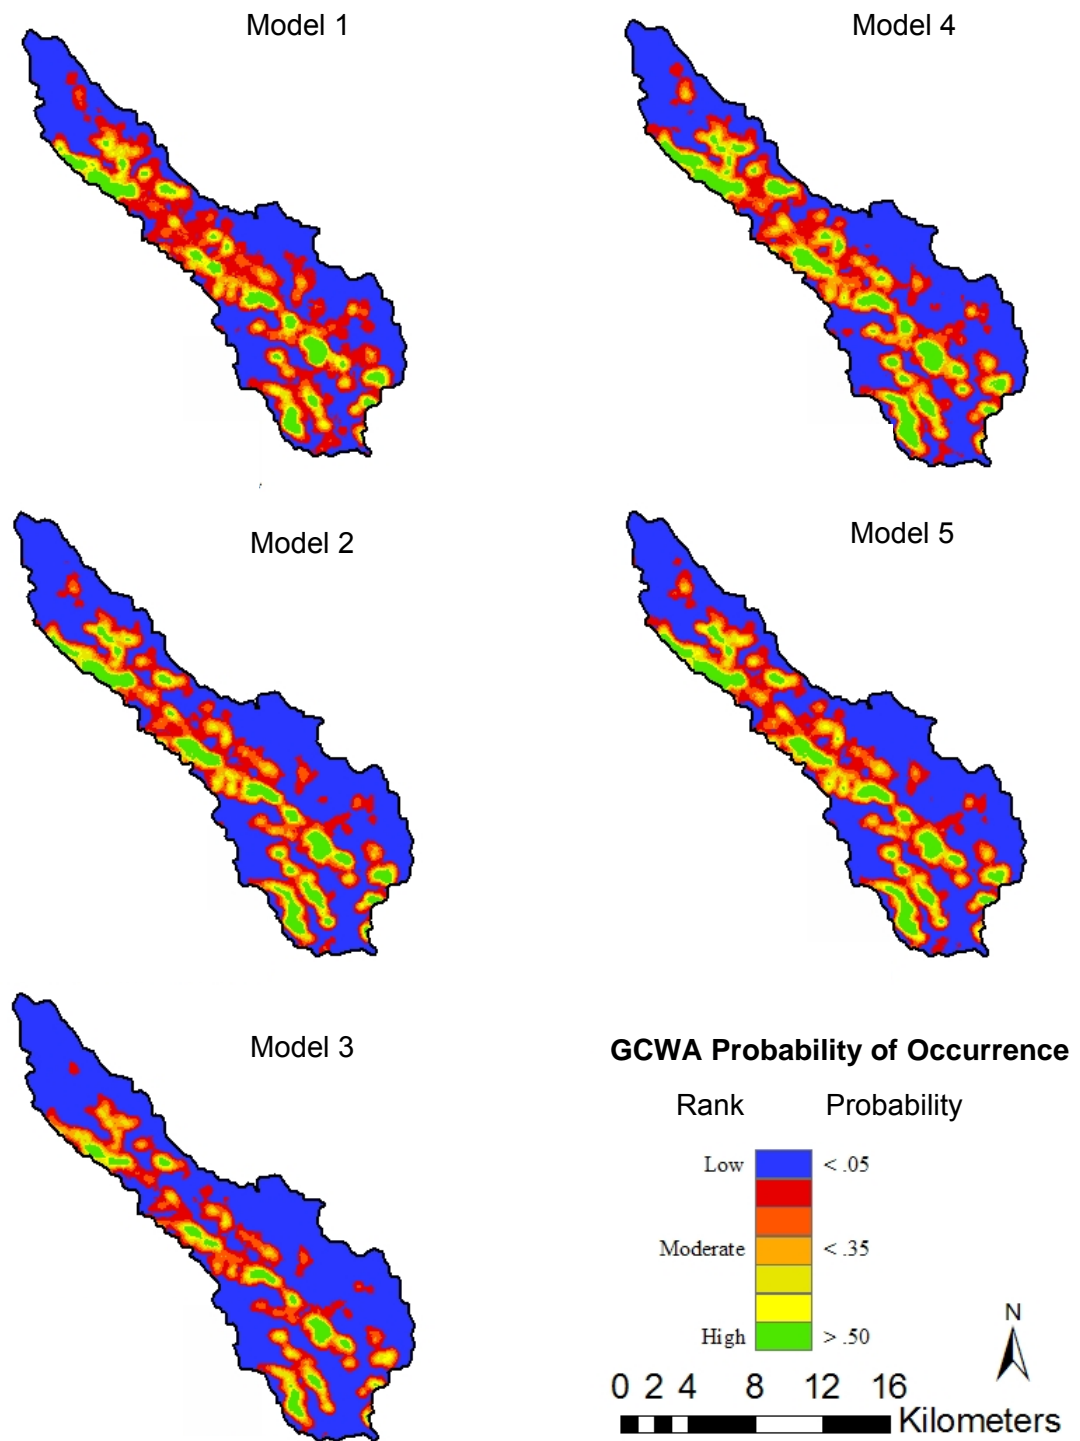 Model 1
Model 4
Model 2
Model 5
Model 3
GCWA Probability of Occurrence
Rank Probability
Low < .05
Moderate < .35
High > .50
N
0 2 4 8 12 16
Kilometers